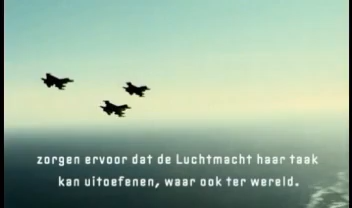 zorgen ervoor dat de Luchtmacht haar taak
kan uitoefenen, waar ook ter wereld.